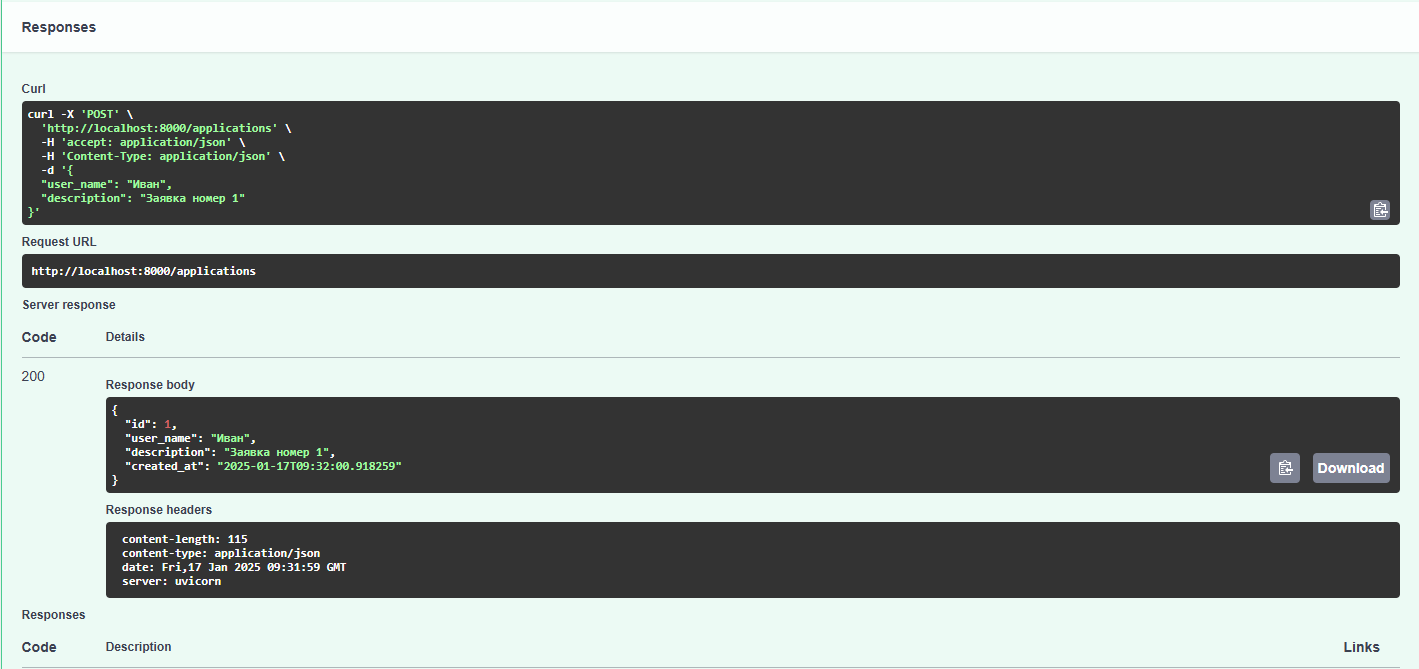 Responses
Curl
curl -X 'POST' \
  'http://localhost:8000/applications' \
  -H 'accept: application/json' \
  -H 'Content-Type: application/json' \
  -d '{
  "user_name": "Иван",
  "description": "Заявка номер 1"
}'
Request URL
http://localhost:8000/applications
Server response
Code Details
200
Response body
{
  "id": 1,
  "user_name": "Иван",
  "description": "Заявка номер 1",
  "created_at": "2025-01-17T09:32:00.918259"
}
Download
Response headers
content-length: 115
content-type: application/json
date: Fri,17 Jan 2025 09:31:59 GMT
server: uvicorn
Responses
Code Description Links